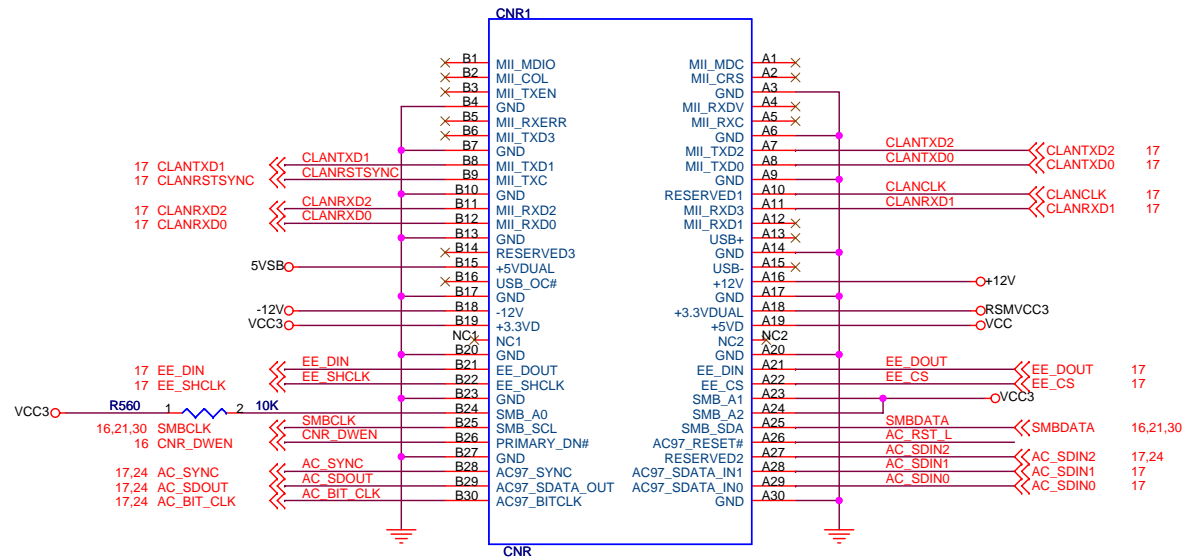 CNR1
B1 MII_MDIO MII_MDC A1
B2 MII_COL MII_CRS A2
B3 MII_TXEN GND A3
B4 GND MII_RXDV A4
B5 MII_RXERR MII_RXC A5
B6 MII_TXD3 GND A6
B7 GND MII_TXD2 A7 CLANTXD2 CLANTXD2 17
17 CLANTXD1 CLANTXD1 B8 MII_TXD1 MII_TXD0 A8 CLANTXD0 CLANTXD0 17
17 CLANRSTSYNC CLANRSTSYNC B9 MII_TXC GND A9
B10 GND RESERVED1 A10 CLANCLK CLANCLK 17
17 CLANRXD2 CLANRXD2 B11 MII_RXD2 MII_RXD3 A11 CLANRXD1 CLANRXD1 17
17 CLANRXD0 CLANRXD0 B12 MII_RXD0 MII_RXD1 A12
B13 GND USB+ A13
B14 RESERVED3 GND A14
5VSB B15 +5VDUAL USB- A15
B16 USB_OC# +12V A16 +12V
B17 GND GND A17
-12V B18 -12V +3.3VDUAL A18 RSMVCC3
VCC3 B19 +3.3VD +5VD A19 VCC
NC1 NC1 NC2 NC2
B20 GND GND A20
17 EE_DIN EE_DIN B21 EE_DOUT EE_DIN A21 EE_DOUT EE_DOUT 17
17 EE_SHCLK EE_SHCLK B22 EE_SHCLK EE_CS A22 EE_CS EE_CS 17
B23 GND SMB_A1 A23 VCC3
VCC3 R560 1 2 10K B24 SMB_A0 SMB_A2 A24
16,21,30 SMBCLK SMBCLK B25 SMB_SCL SMB_SDA A25 SMBDATA SMBDATA 16,21,30
16 CNR_DWEN CNR_DWEN B26 PRIMARY_DN# AC97_RESET# A26 AC_RST_L
B27 GND RESERVED2 A27 AC_SDIN2 AC_SDIN2 17,24
17,24 AC_SYNC AC_SYNC B28 AC97_SYNC AC97_SDATA_IN1 A28 AC_SDIN1 AC_SDIN1 17
17,24 AC_SDOUT AC_SDOUT B29 AC97_SDATA_OUT AC97_SDATA_IN0 A29 AC_SDIN0 AC_SDIN0 17
17,24 AC_BIT_CLK AC_BIT_CLK B30 AC97_BITCLK GND A30
CNR